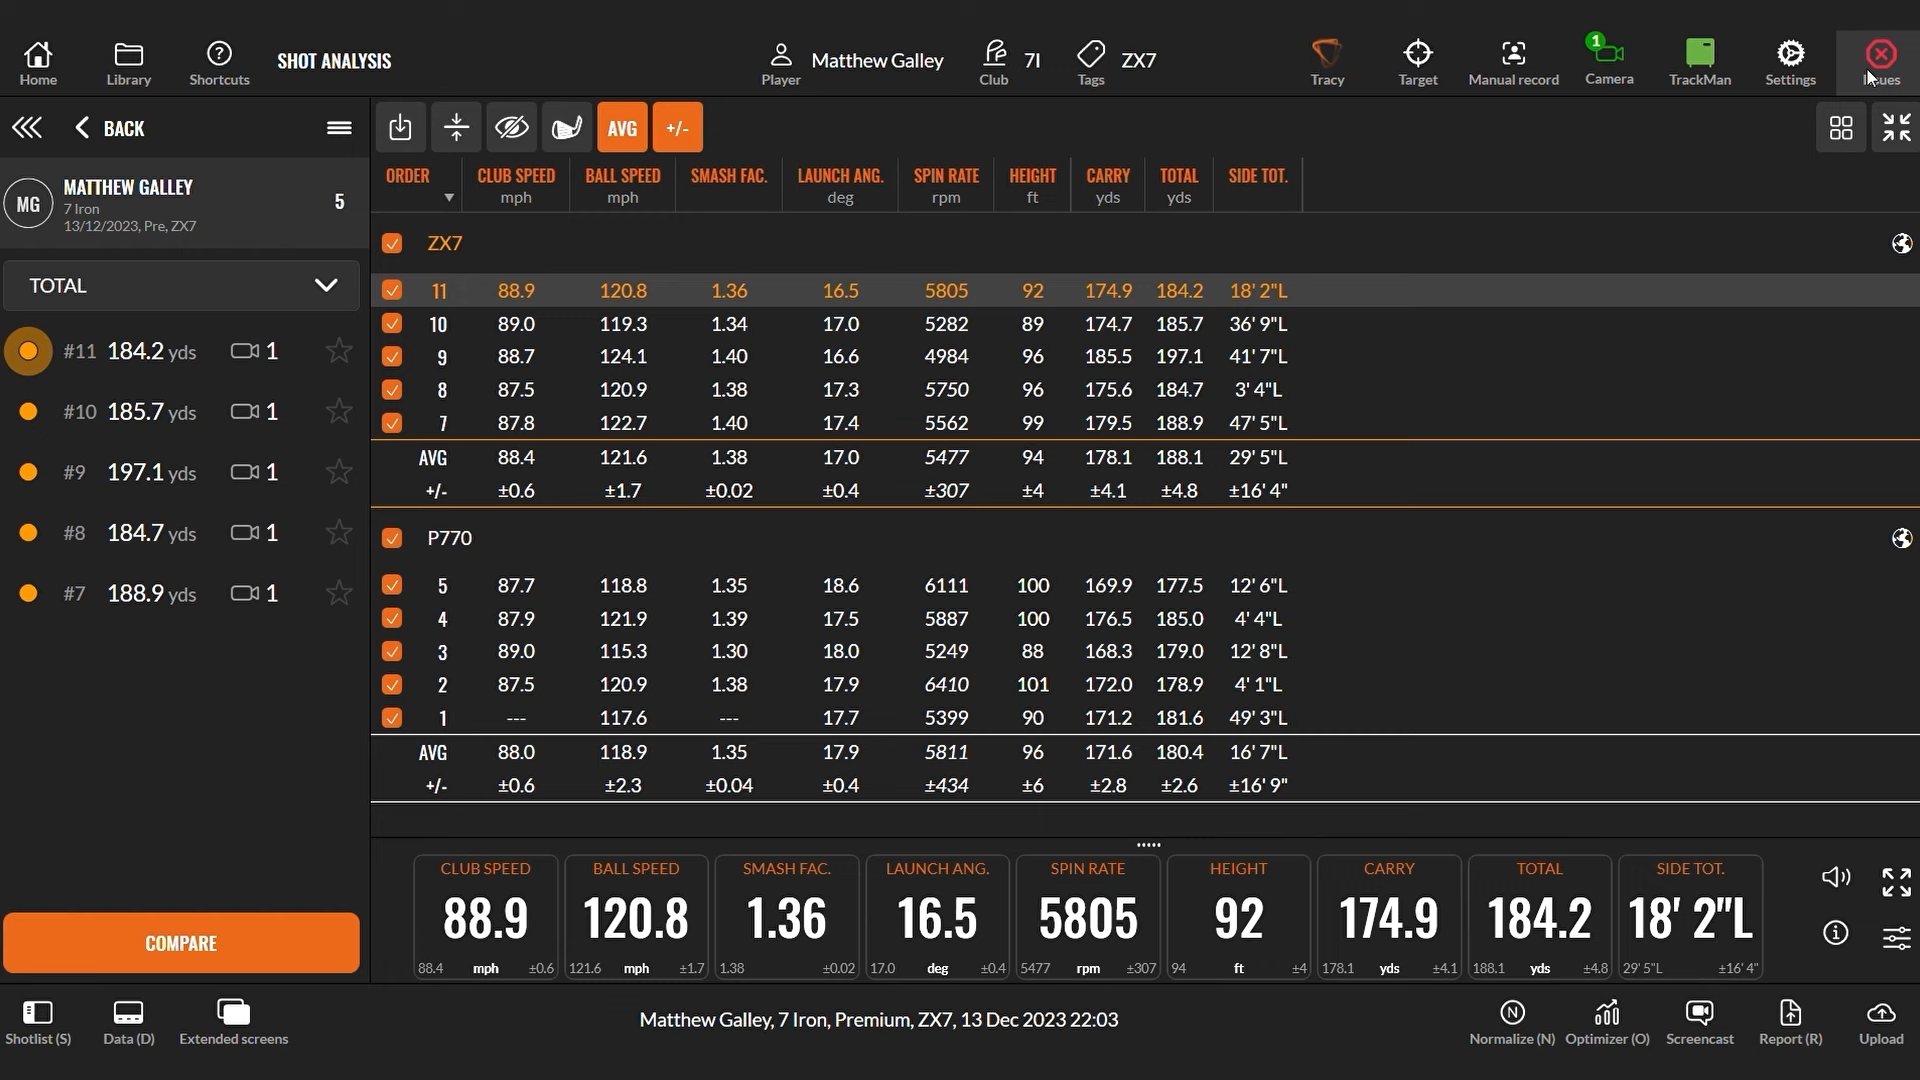 Home
Library
?
Shortcuts
SHOT ANALYSIS
Player
Matthew Galley
Club
7I
Tags
ZX7
Tracy
Target
Manual record
1
Camera
TrackMan
Settings
BACK
AVG
+/-
MG
MATTHEW GALLEY
7 Iron
13/12/2023, Pre, ZX7
5
TOTAL
#11 184.2 yds 1
#10 185.7 yds 1
#9 197.1 yds 1
#8 184.7 yds 1
#7 188.9 yds 1
COMPARE
ORDER CLUB SPEED BALL SPEED SMASH FAC. LAUNCH ANG. SPIN RATE HEIGHT CARRY TOTAL SIDE TOT.
mph mph deg rpm ft yds yds
ZX7
11 88.9 120.8 1.36 16.5 5805 92 174.9 184.2 18' 2"L
10 89.0 119.3 1.34 17.0 5282 89 174.7 185.7 36' 9"L
9 88.7 124.1 1.40 16.6 4984 96 185.5 197.1 41' 7"L
8 87.5 120.9 1.38 17.3 5750 96 175.6 184.7 3' 4"L
7 87.8 122.7 1.40 17.4 5562 99 179.5 188.9 47' 5"L
AVG 88.4 121.6 1.38 17.0 5477 94 178.1 188.1 29' 5"L
+/- ±0.6 ±1.7 ±0.02 ±0.4 ±307 ±4 ±4.1 ±4.8 ±16' 4"
P770
5 87.7 118.8 1.35 18.6 6111 100 169.9 177.5 12' 6"L
4 87.9 121.9 1.39 17.5 5887 100 176.5 185.0 4' 4"L
3 89.0 115.3 1.30 18.0 5249 88 168.3 179.0 12' 8"L
2 87.5 120.9 1.38 17.9 6410 101 172.0 178.9 4' 1"L
1 --- 117.6 --- 17.7 5399 90 171.2 181.6 49' 3"L
AVG 88.0 118.9 1.35 17.9 5811 96 171.6 180.4 16' 7"L
+/- ±0.6 ±2.3 ±0.04 ±0.4 ±434 ±6 ±2.8 ±2.6 ±16' 9"
CLUB SPEED BALL SPEED SMASH FAC. LAUNCH ANG. SPIN RATE HEIGHT CARRY TOTAL SIDE TOT.
88.9 120.8 1.36 16.5 5805 92 174.9 184.2 18' 2"L
88.4 mph ±0.6 121.6 mph ±1.7 1.38 ±0.02 17.0 deg ±0.4 5477 rpm ±307 94 ft ±4 178.1 yds ±4.1 188.1 yds ±4.8 29' 5"L ±16' 4"
Shotlist (S)
Data (D)
Extended screens
Matthew Galley, 7 Iron, Premium, ZX7, 13 Dec 2023 22:03
N
Normalize (N)
Optimizer (O)
Screencast
Report (R)
Upload